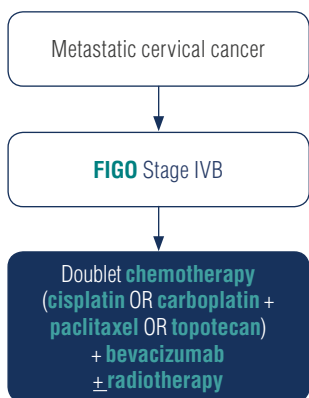 Metastatic cervical cancer
FIGO Stage IVB
Doublet chemotherapy
(cisplatin OR carboplatin +
paclitaxel OR topotecan)
+ bevacizumab
± radiotherapy